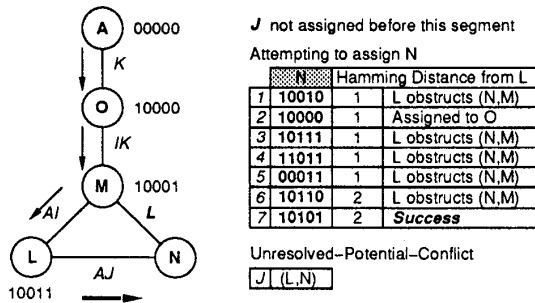 A 00000
K
O 10000
IK
M 10001
AI
L
L
AJ
N
10011
J not assigned before this segment
Attempting to assign N
N Hamming Distance from L
1 10010 1 L obstructs (N,M)
2 10000 1 Assigned to O
3 10111 1 L obstructs (N,M)
4 11011 1 L obstructs (N,M)
5 00011 1 L obstructs (N,M)
6 10110 2 L obstructs (N,M)
7 10101 2 Success
Unresolved-Potential-Conflict
J (L,N)